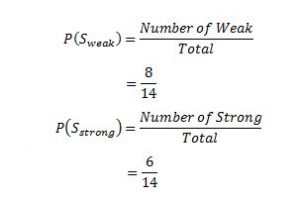 P(S_weak) = Number of Weak / Total
= 8 / 14
P(S_strong) = Number of Strong / Total
= 6 / 14